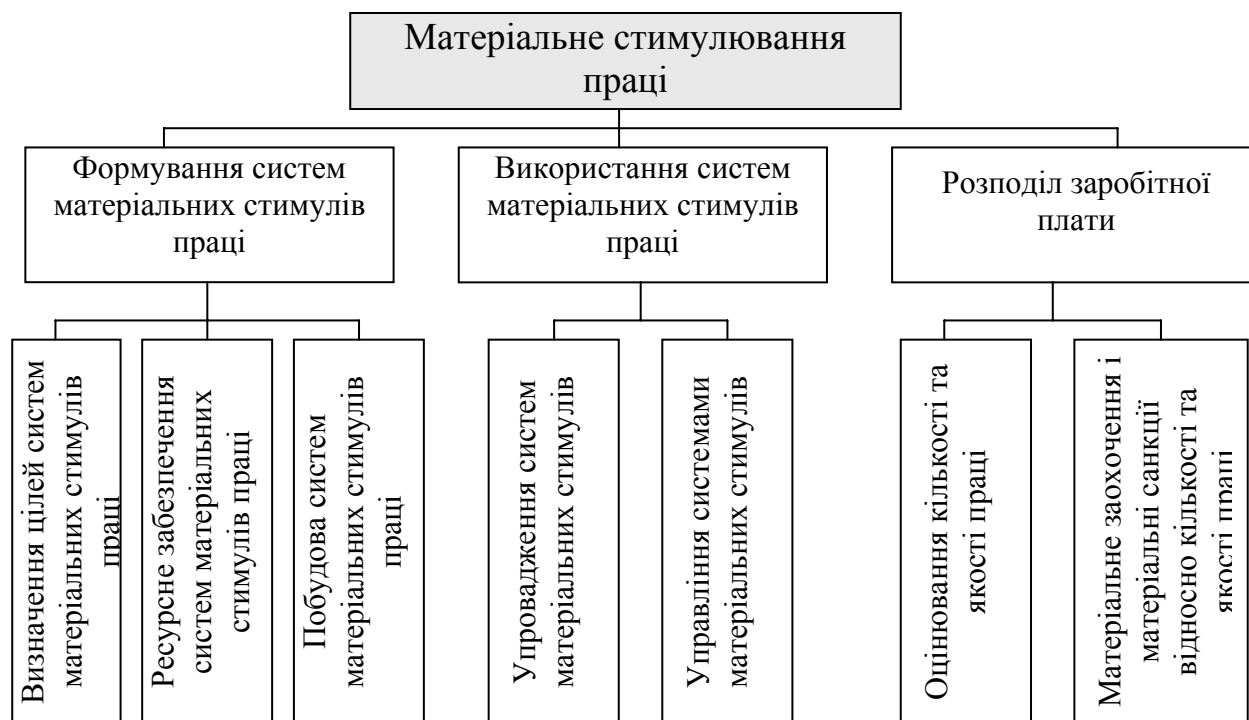 Матеріальне стимулювання
праці
Формування систем
матеріальних стимулів
праці
Використання систем
матеріальних стимулів
праці
Розподіл заробітної
плати
Визначення цілей систем
матеріальних стимулів
праці
Ресурсне забезпечення
систем матеріальних
стимулів праці
Побудова систем
матеріальних стимулів
праці
Упровадження систем
матеріальних стимулів
Управління системами
матеріальних стимулів
Оцінювання кількості та
якості праці
Матеріальне заохочення і
матеріальні санкції
відносно кількості та
якості праці